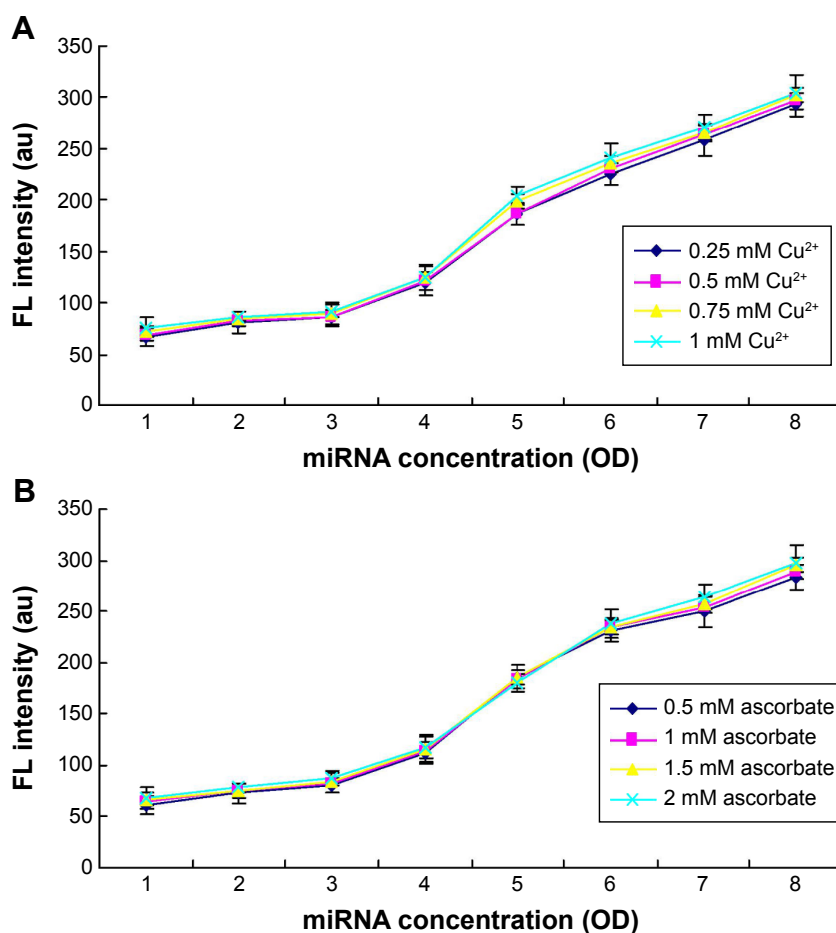 A
FL intensity (au)
350
300
250
200
150
100
50
0
1 2 3 4 5 6 7 8
miRNA concentration (OD)
0.25 mM Cu²⁺
0.5 mM Cu²⁺
0.75 mM Cu²⁺
1 mM Cu²⁺
B
FL intensity (au)
350
300
250
200
150
100
50
0
1 2 3 4 5 6 7 8
miRNA concentration (OD)
0.5 mM ascorbate
1 mM ascorbate
1.5 mM ascorbate
2 mM ascorbate